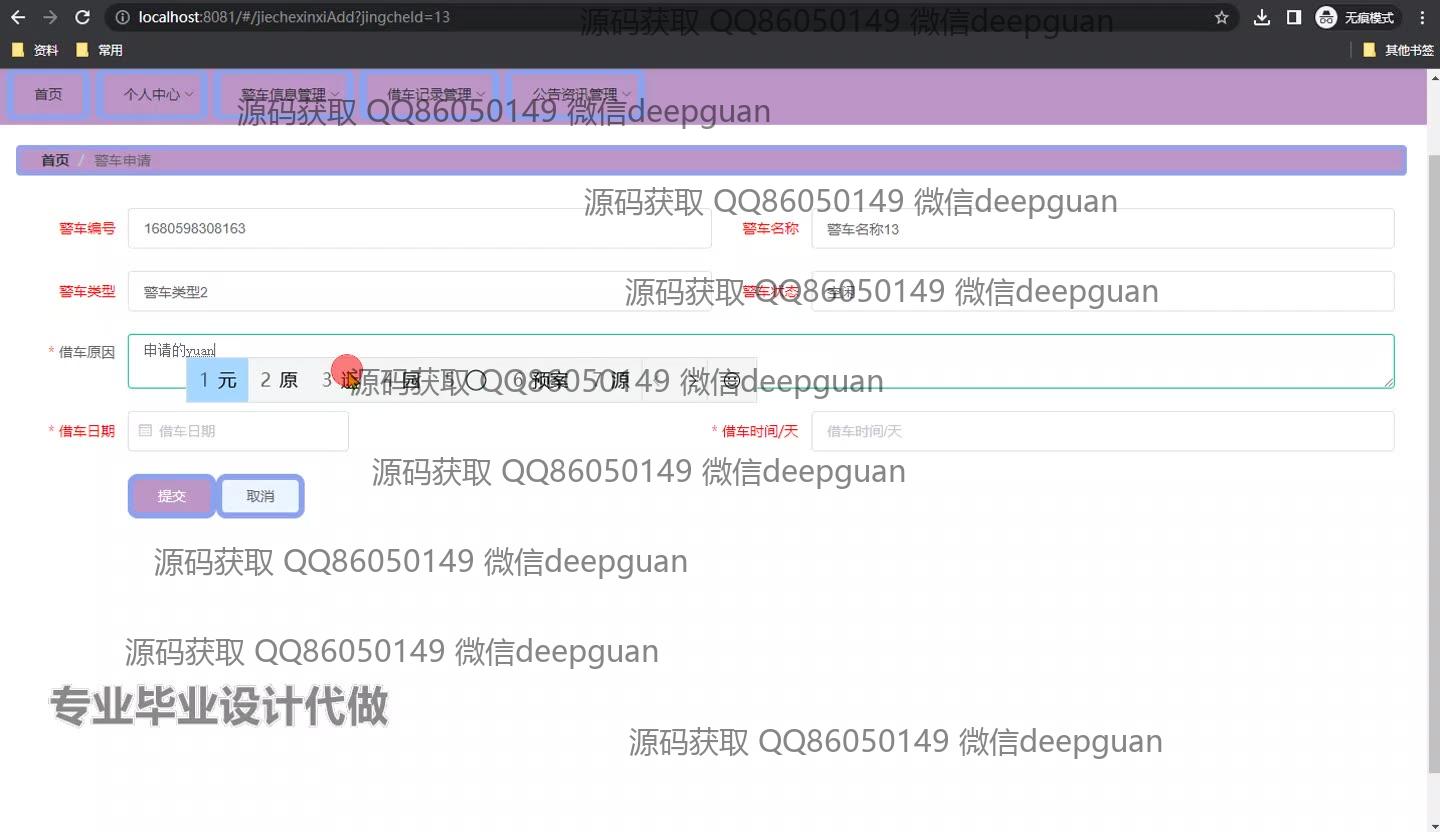 localhost:8081/#/jiechexinxiAdd?jingcheId=13
无痕模式
源码获取 QQ86050149 微信deepguan
资料
常用
其他书签
首页
个人中心
警车信息管理
借车记录管理
公告资讯管理
源码获取 QQ86050149 微信deepguan
首页 / 警车申请
源码获取 QQ86050149 微信deepguan
警车编号 1680598308163
警车名称 警车名称13
警车类型 警车类型2
警车状态
源码获取 QQ86050149 微信deepguan
* 借车原因 申请的yuan
1 元 2 原 3 4 园 5 〇 6 预案 7 源
源码获取 QQ86050149 微信deepguan
* 借车日期 借车日期
* 借车时间/天 借车时间/天
源码获取 QQ86050149 微信deepguan
提交
取消
源码获取 QQ86050149 微信deepguan
源码获取 QQ86050149 微信deepguan
专业毕业设计代做
源码获取 QQ86050149 微信deepguan